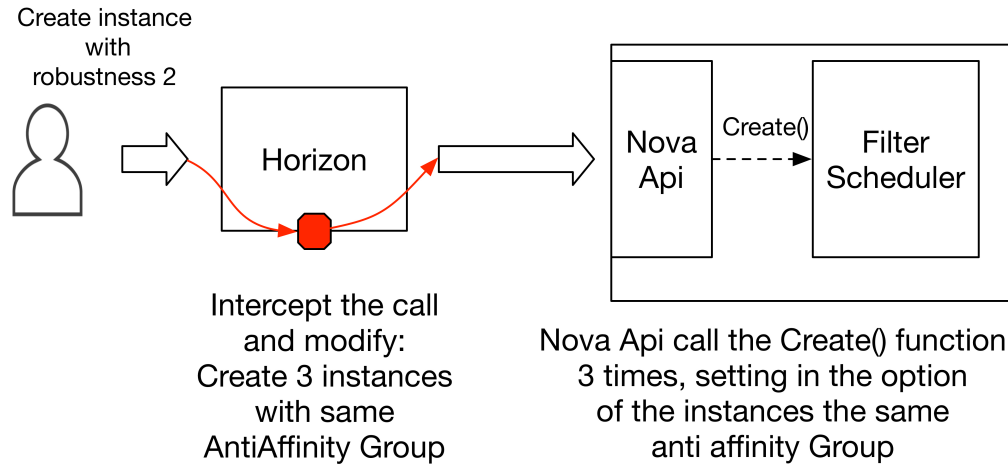 Create instance
with
robustness 2
Horizon
Nova
Api
Create()
Filter
Scheduler
Intercept the call
and modify:
Create 3 instances
with same
AntiAffinity Group
Nova Api call the Create() function
3 times, setting in the option
of the instances the same
anti affinity Group